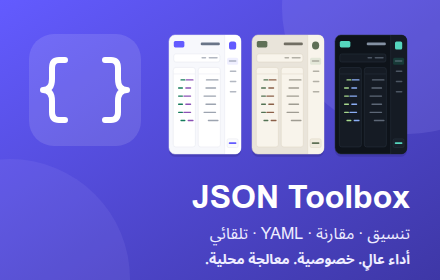 { }
JSON Toolbox
تنسيق · مقارنة · YAML · تلقائي
أداء عالٍ. خصوصية. معالجة محلية.